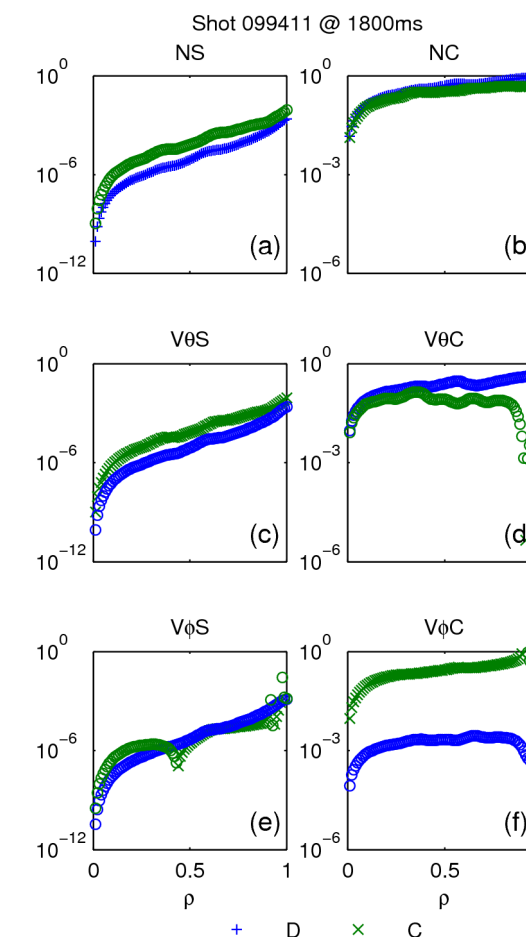 Shot 099411 @ 1800ms
NS NC
10^0 10^0
10^-6 10^-3
10^-12 10^-6
(a) (b
VθS VθC
10^0 10^0
10^-6 10^-3
10^-12 10^-6
(c) (d
VϕS VϕC
10^0 10^0
10^-6 10^-3
10^-12 10^-6
(e) (f)
0 0.5 1 0 0.5
ρ ρ
+ D × C